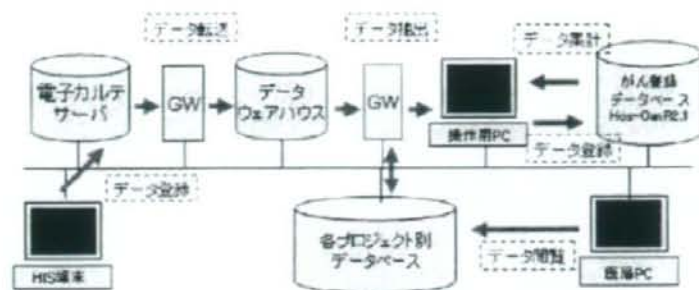 データ転送
データ抽出
データ集計
電子カルテ
サーバ
GW
データ
ウェアハウス
GW
操作用PC
がん登録
データベース
Hos-CanR2.1
データ登録
データ登録
HIS端末
各プロジェクト別
データベース
データ閲覧
医局PC